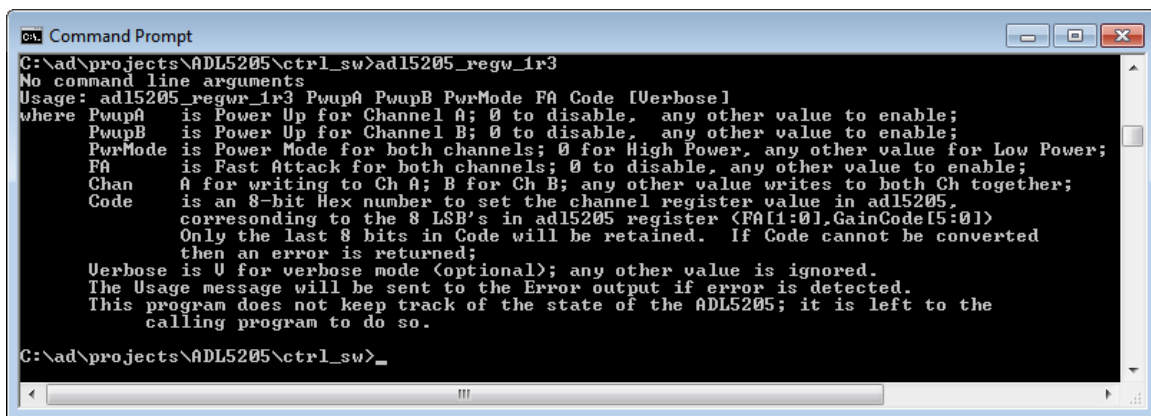 Command Prompt
C:\ad\projects\ADL5205\ctrl_sw>adl5205_regw_1r3
No command line arguments
Usage: adl5205_regwr_1r3 PwupA PwupB PwrMode FA Code [Verbose]
where PwupA   is Power Up for Channel A; 0 to disable,  any other value to enable;
      PwupB   is Power Up for Channel B; 0 to disable,  any other value to enable;
      PwrMode is Power Mode for both channels; 0 for High Power, any other value for Low Power;
      FA      is Fast Attack for both channels; 0 to disable, any other value to enable;
      Chan    A for writing to Ch A; B for Ch B; any other value writes to both Ch together;
      Code    is an 8-bit Hex number to set the channel register value in adl5205,
              corresonding to the 8 LSB's in adl5205 register (FA[1:0],GainCode[5:0])
              Only the last 8 bits in Code will be retained.  If Code cannot be converted
              then an error is returned;
      Verbose is V for verbose mode (optional); any other value is ignored.
      The Usage message will be sent to the Error output if error is detected.
      This program does not keep track of the state of the ADL5205; it is left to the
           calling program to do so.
C:\ad\projects\ADL5205\ctrl_sw>_